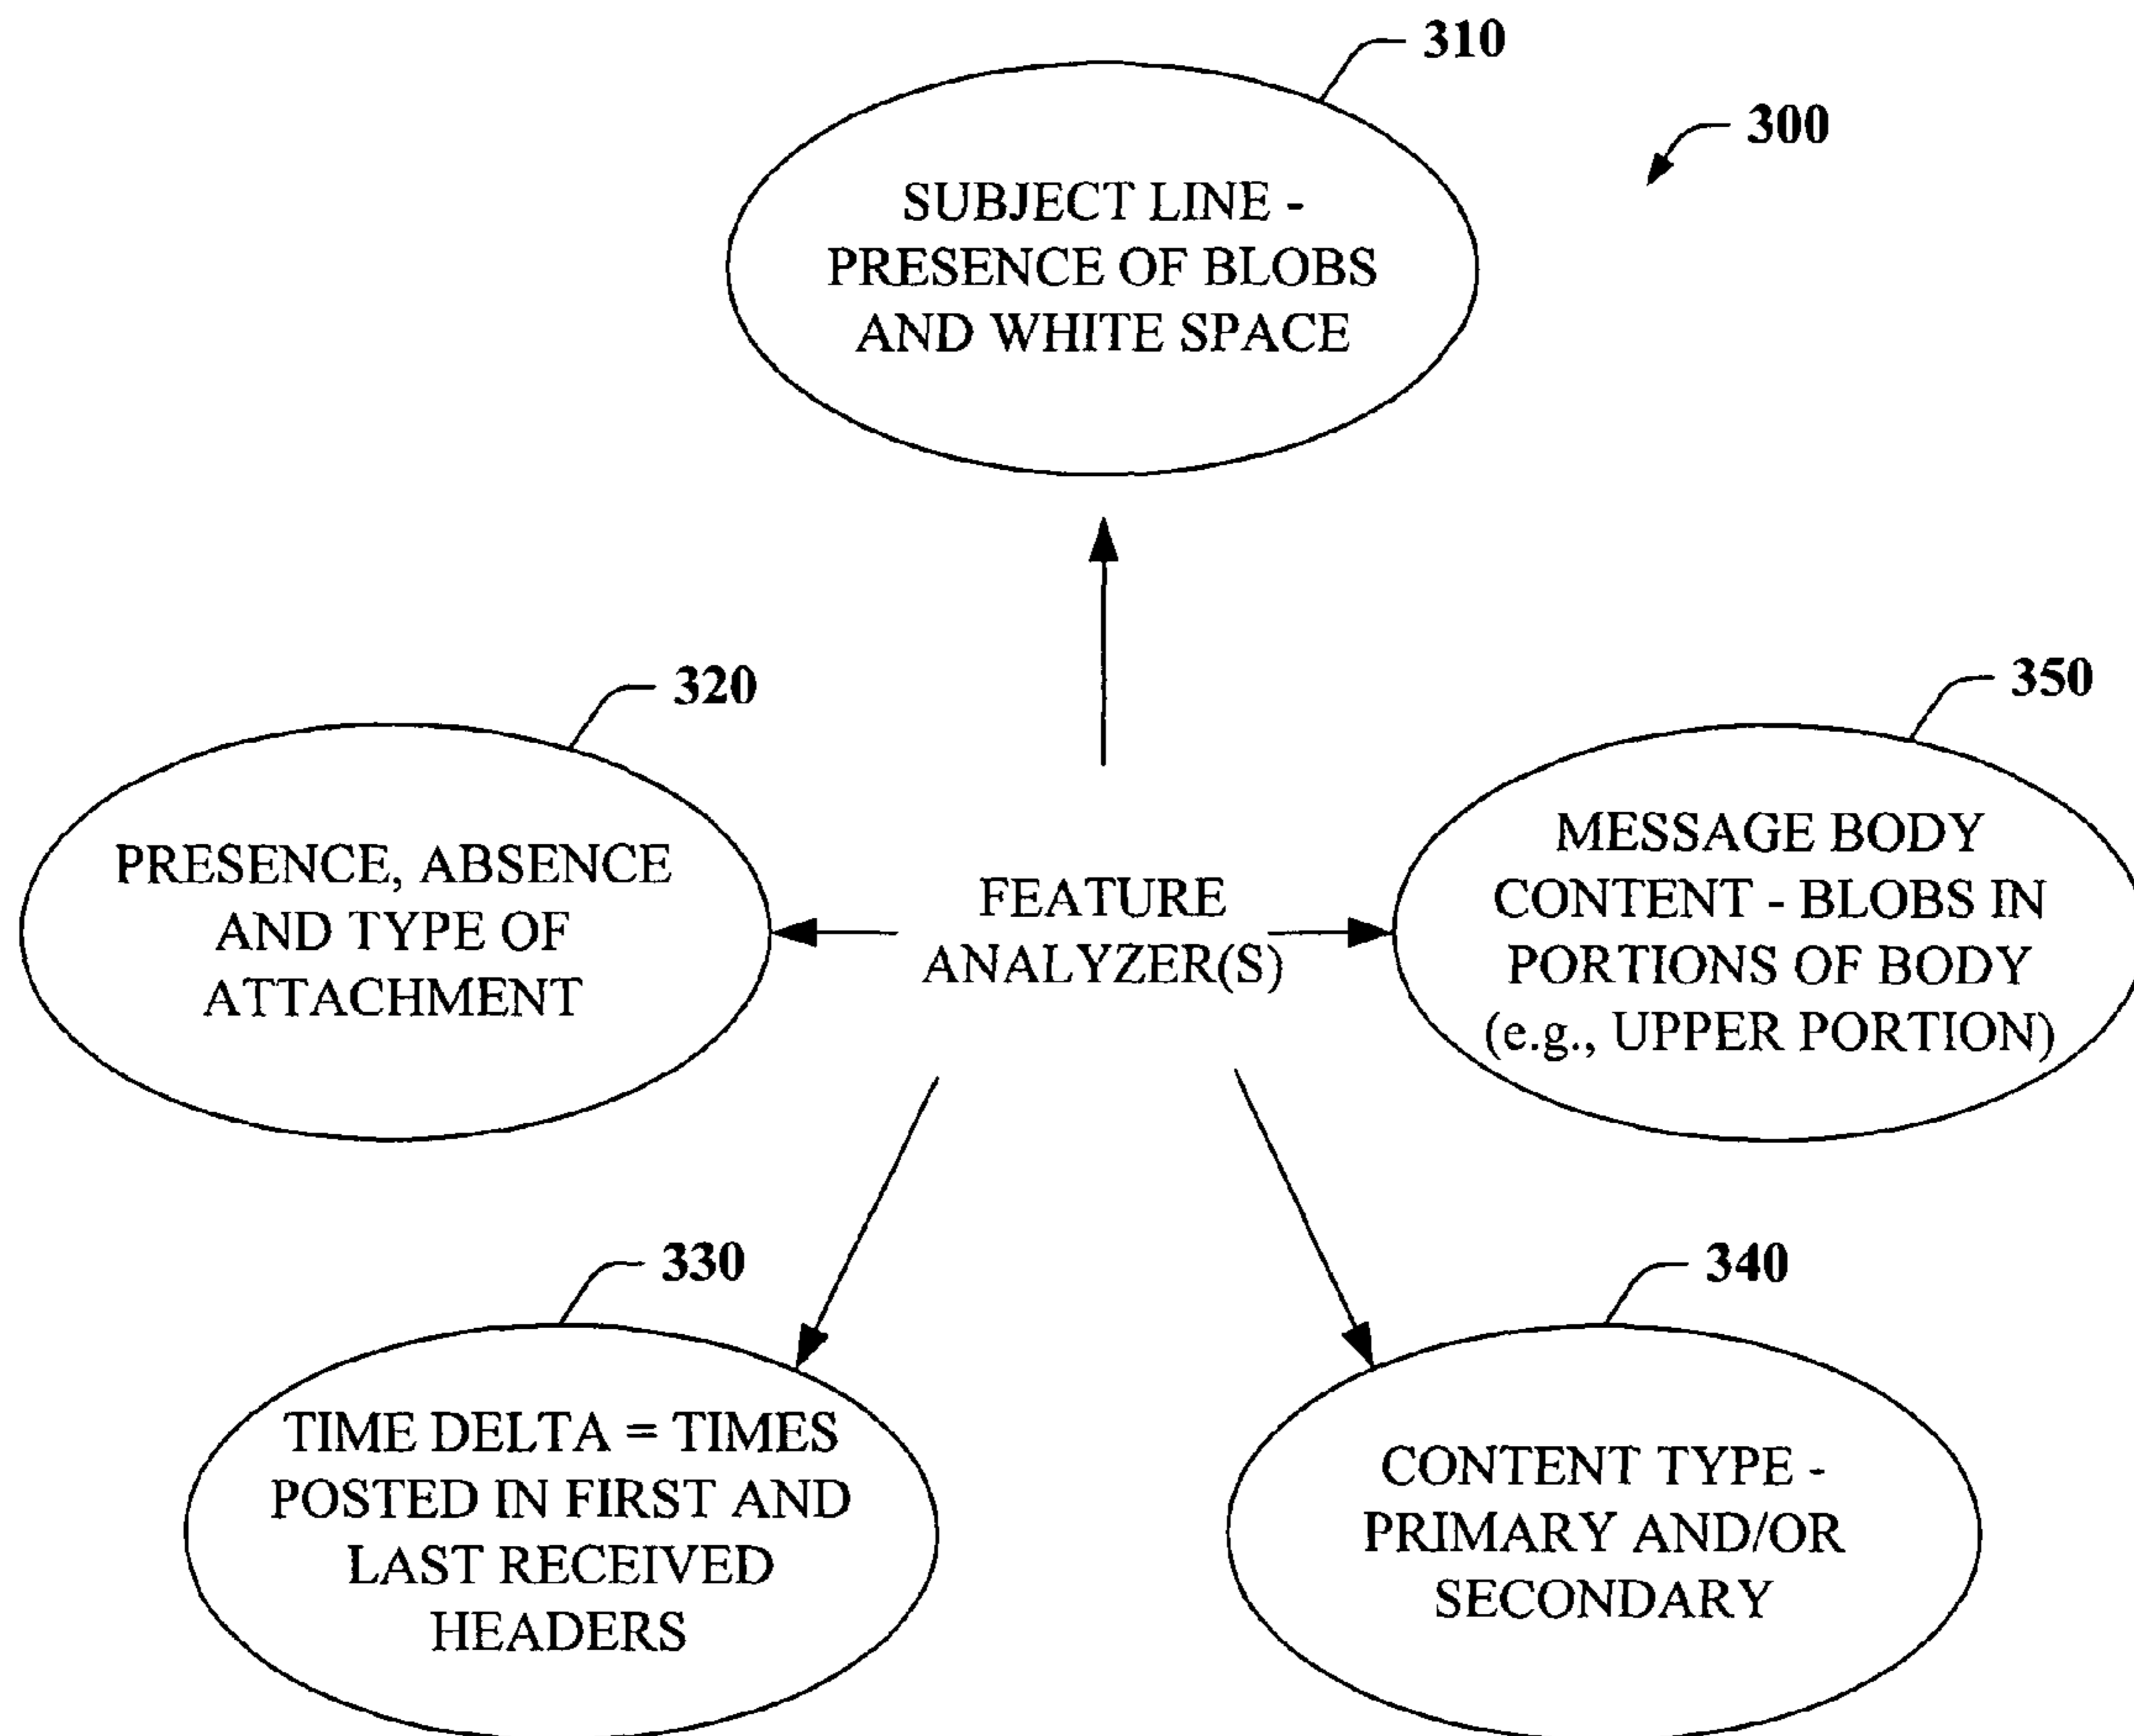 310
300
SUBJECT LINE -
PRESENCE OF BLOBS
AND WHITE SPACE
320
350
PRESENCE, ABSENCE
AND TYPE OF
ATTACHMENT
FEATURE
ANALYZER(S)
MESSAGE BODY
CONTENT - BLOBS IN
PORTIONS OF BODY
(e.g., UPPER PORTION)
330
340
TIME DELTA = TIMES
POSTED IN FIRST AND
LAST RECEIVED
HEADERS
CONTENT TYPE -
PRIMARY AND/OR
SECONDARY